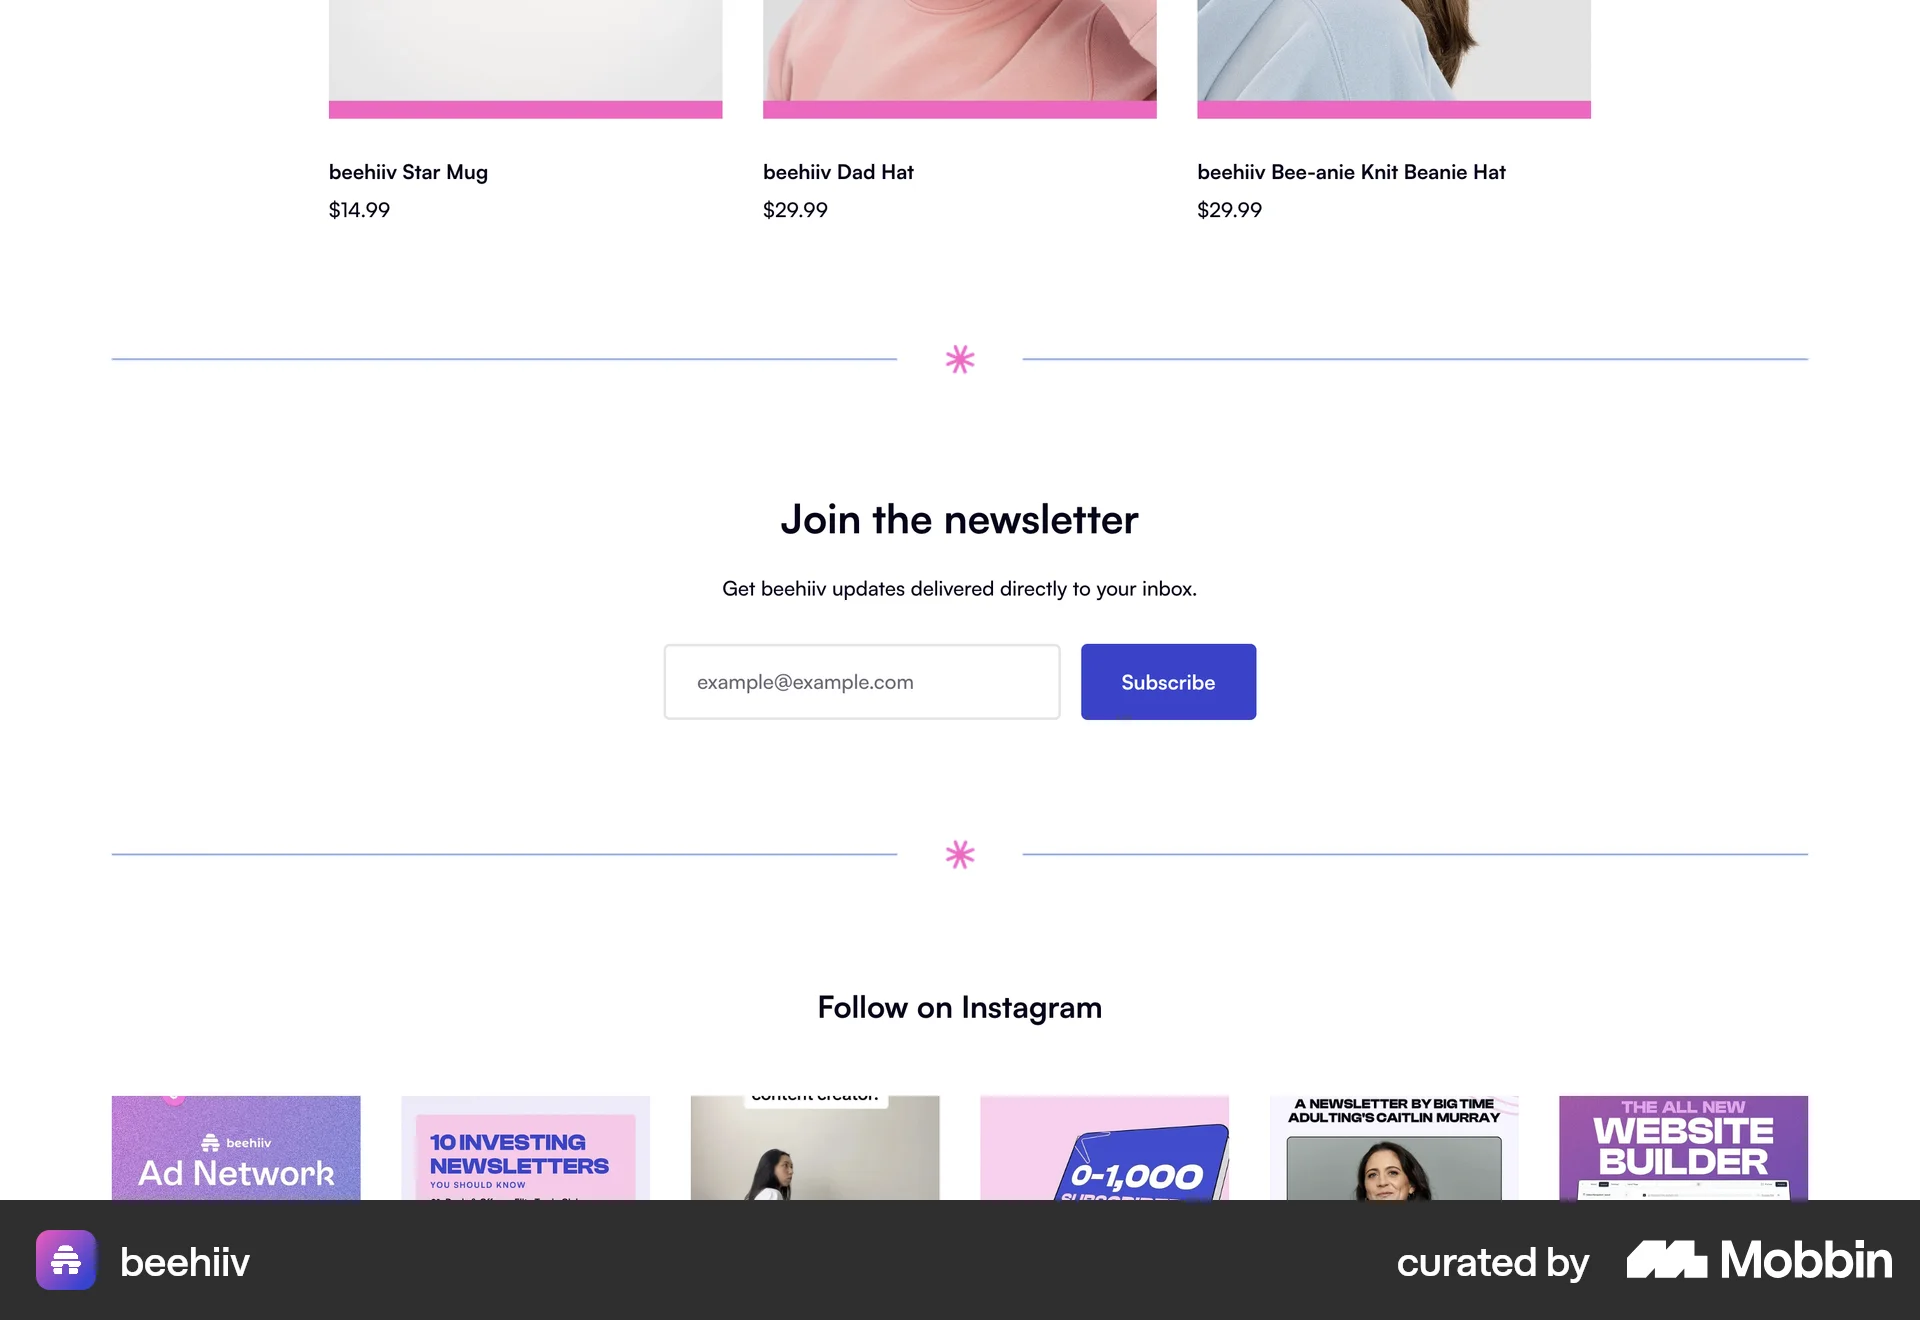 beehiiv Star Mug
$14.99
beehiiv Dad Hat
$29.99
beehiiv Bee-anie Knit Beanie Hat
$29.99
Join the newsletter
Get beehiiv updates delivered directly to your inbox.
example@example.com
Subscribe
Follow on Instagram
beehiiv
Ad Network
10 INVESTING
NEWSLETTERS
YOU SHOULD KNOW
content creator.
0-1,000
A NEWSLETTER BY BIG TIME
ADULTING'S CAITLIN MURRAY
THE ALL NEW
WEBSITE
BUILDER
beehiiv
curated by
Mobbin